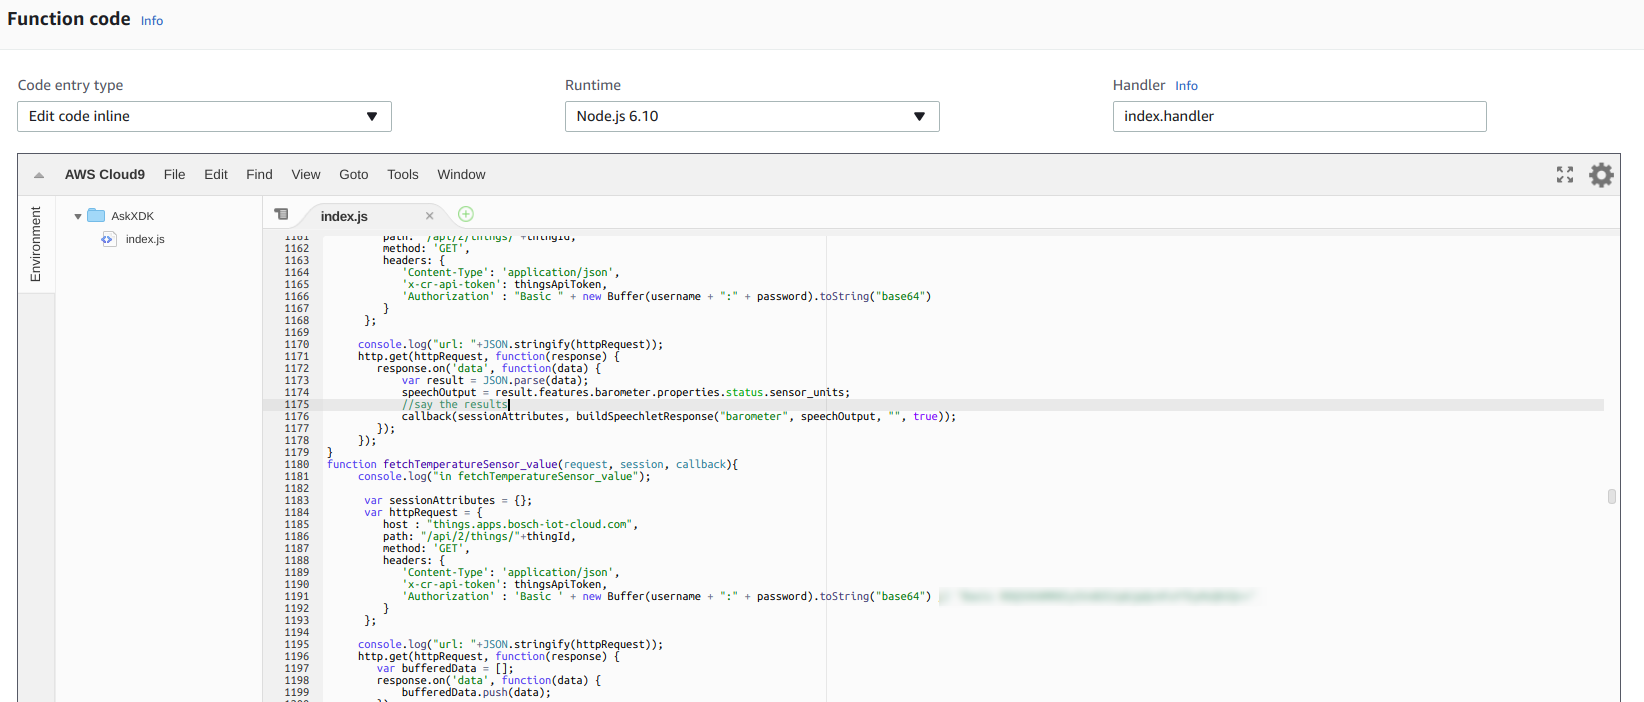 Function code Info
Code entry type
Runtime
Handler Info
Edit code inline
Node.js 6.10
index.handler
AWS Cloud9 File Edit Find View Goto Tools Window
Environment
AskXDK
index.js
index.js
1161 path: "/api/2/things/"+thingId,
1162 method: 'GET',
1163 headers: {
1164 'Content-Type': 'application/json',
1165 'x-cr-api-token': thingsApiToken,
1166 'Authorization' : "Basic " + new Buffer(username + ":" + password).toString("base64")
1167 }
1168 };
1169
1170 console.log("url: "+JSON.stringify(httpRequest));
1171 http.get(httpRequest, function(response) {
1172 response.on('data', function(data) {
1173 var result = JSON.parse(data);
1174 speechOutput = result.features.barometer.properties.status.sensor_units;
1175 //say the results
1176 callback(sessionAttributes, buildSpeechletResponse("barometer", speechOutput, "", true));
1177 });
1178 });
1179 }
1180 function fetchTemperatureSensor_value(request, session, callback){
1181 console.log("in fetchTemperatureSensor_value");
1182
1183 var sessionAttributes = {};
1184 var httpRequest = {
1185 host : "things.apps.bosch-iot-cloud.com",
1186 path: "/api/2/things/"+thingId,
1187 method: 'GET',
1188 headers: {
1189 'Content-Type': 'application/json',
1190 'x-cr-api-token': thingsApiToken,
1191 'Authorization' : 'Basic ' + new Buffer(username + ":" + password).toString("base64")
1192 }
1193 };
1194
1195 console.log("url: "+JSON.stringify(httpRequest));
1196 http.get(httpRequest, function(response) {
1197 var bufferedData = [];
1198 response.on('data', function(data) {
1199 bufferedData.push(data);